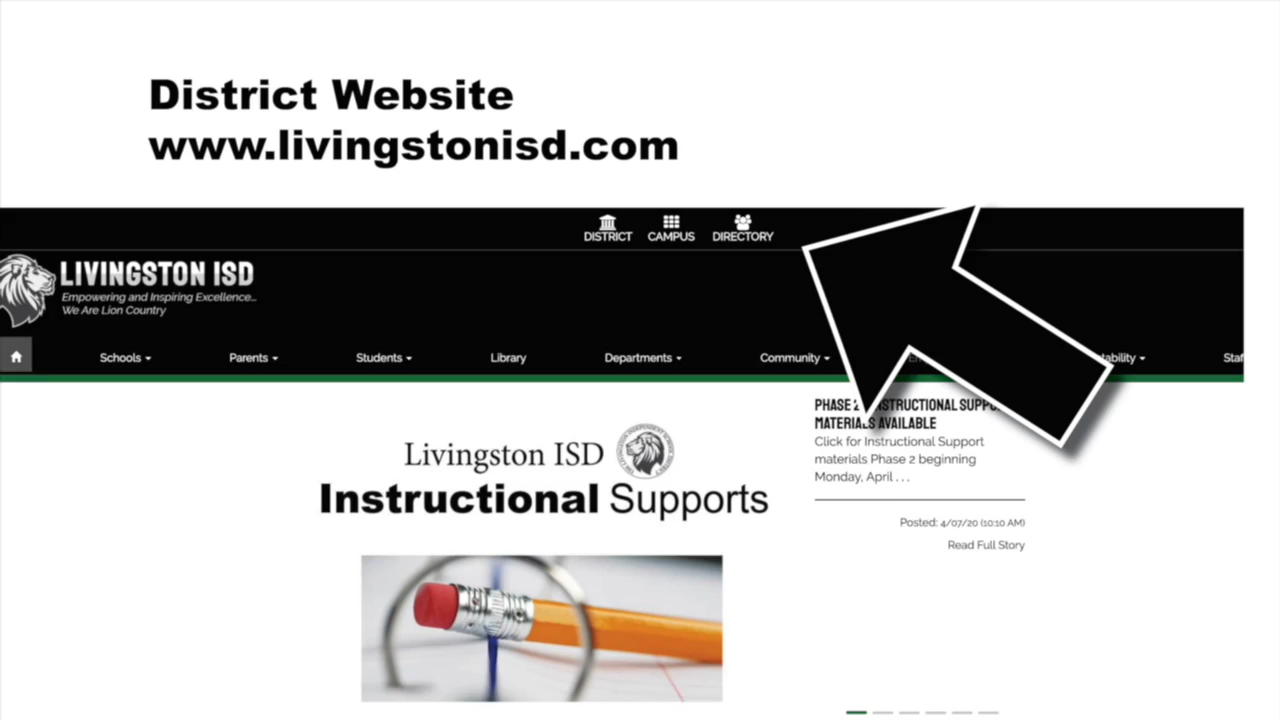 District Website
www.livingstonisd.com
DISTRICT CAMPUS DIRECTORY
LIVINGSTON ISD
Empowering and Inspiring Excellence...
We Are Lion Country
Schools Parents Students Library Departments Community
PHASE 2 INSTRUCTIONAL
MATERIALS AVAILABLE
Click for Instructional Support
materials Phase 2 beginning
Monday, April . . .
Livingston ISD
Instructional Supports
Posted: 4/07/20 (10:10 AM)
Read Full Story